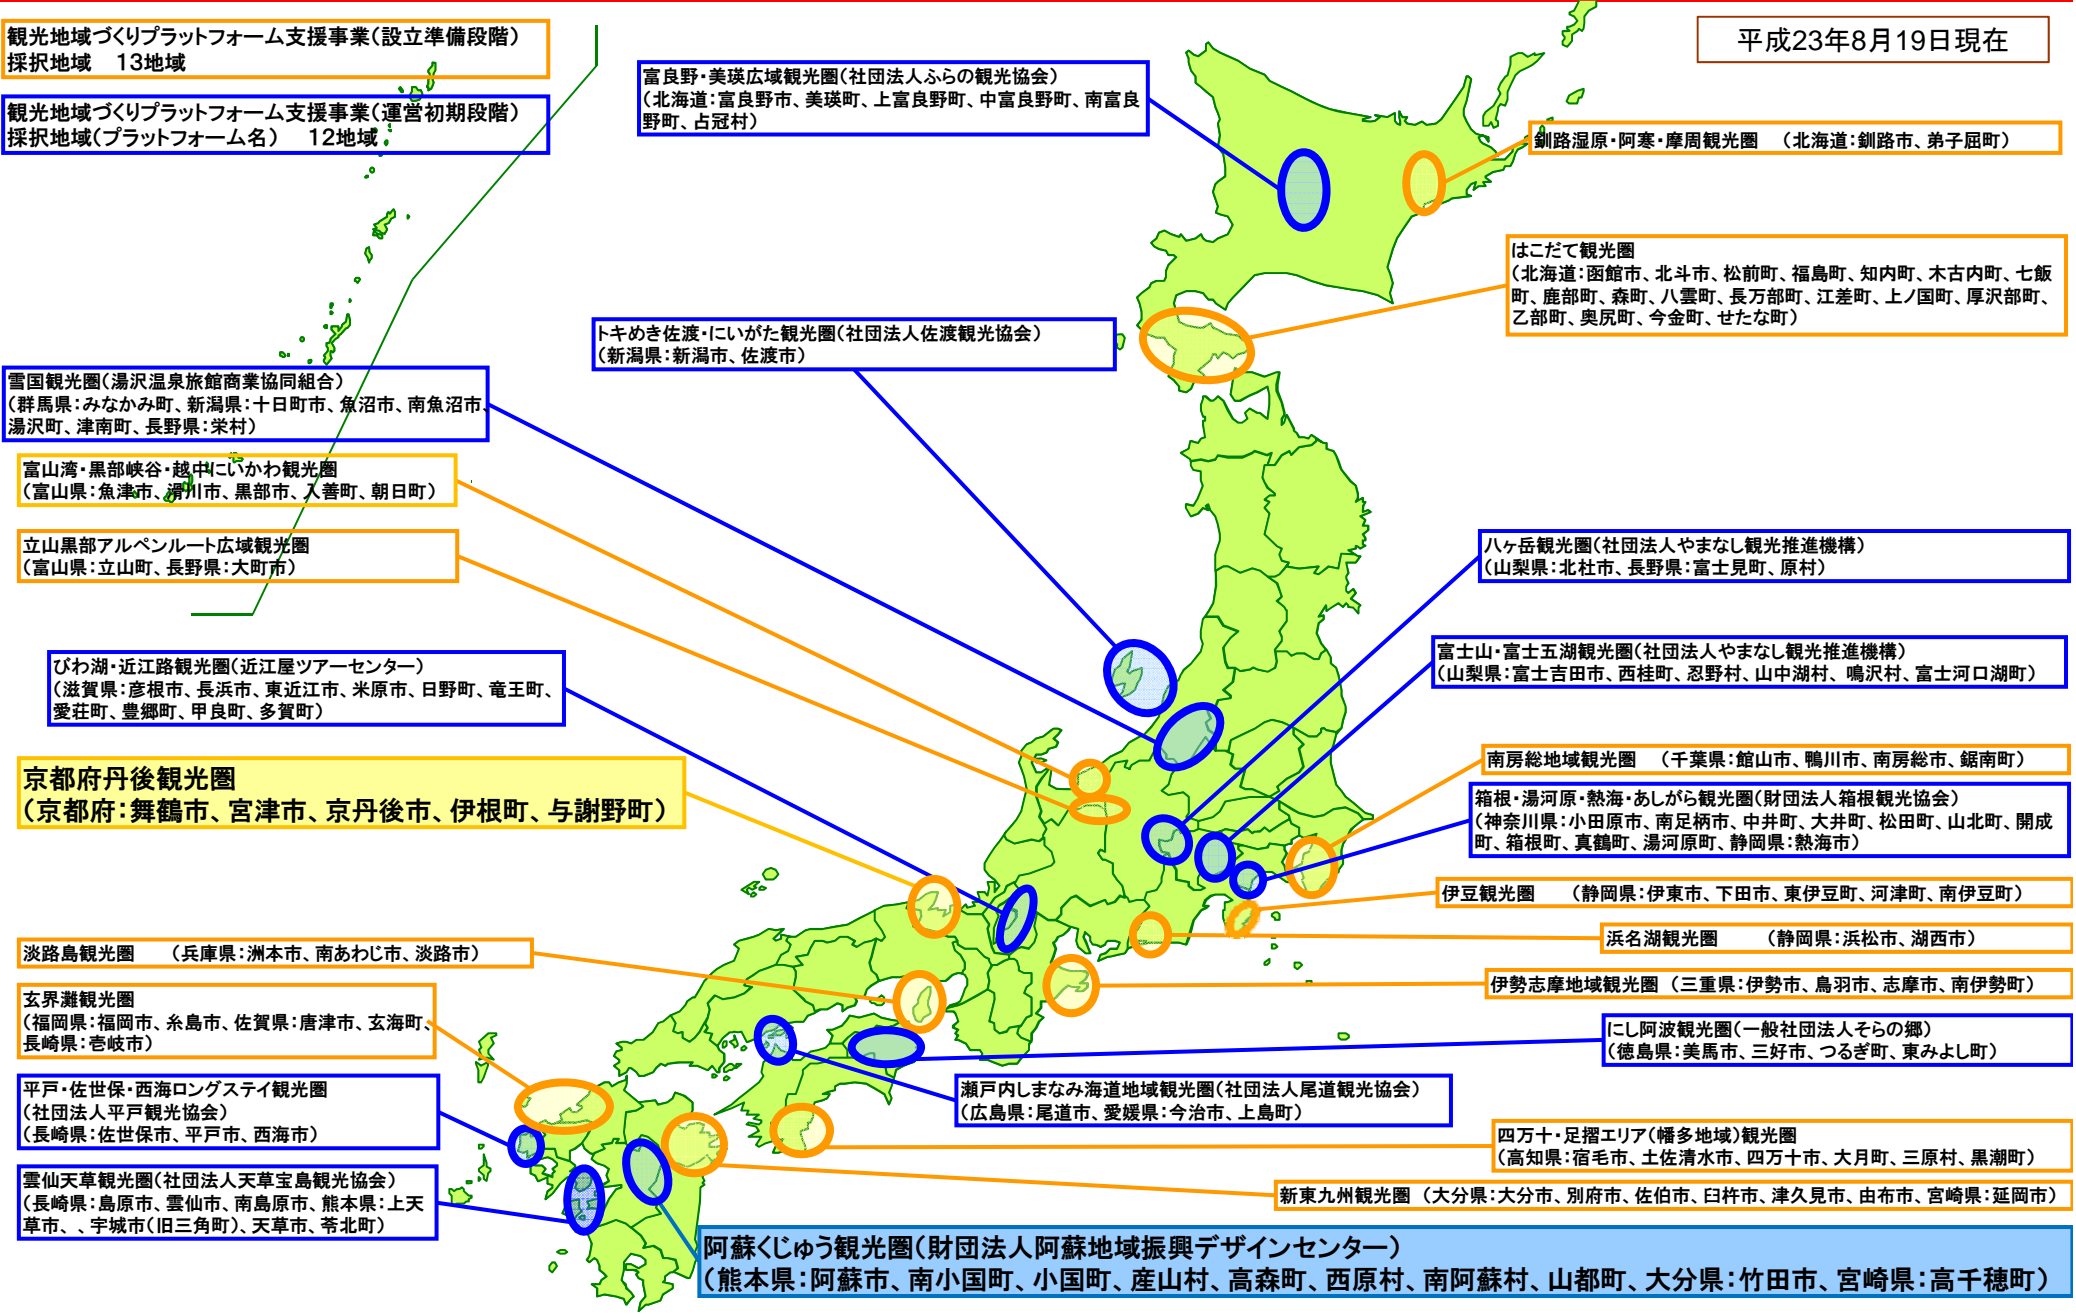 観光地域づくりプラットフォーム支援事業(設立準備段階)
採択地域　13地域
観光地域づくりプラットフォーム支援事業(運営初期段階)
採択地域(プラットフォーム名)　12地域
平成23年8月19日現在
富良野・美瑛広域観光圏(社団法人ふらの観光協会)
(北海道:富良野市、美瑛町、上富良野町、中富良野町、南富良
野町、占冠村)
釧路湿原・阿寒・摩周観光圏　(北海道:釧路市、弟子屈町)
はこだて観光圏
(北海道:函館市、北斗市、松前町、福島町、知内町、木古内町、七飯
町、鹿部町、森町、八雲町、長万部町、江差町、上ノ国町、厚沢部町、
乙部町、奥尻町、今金町、せたな町)
トキめき佐渡・にいがた観光圏(社団法人佐渡観光協会)
(新潟県:新潟市、佐渡市)
雪国観光圏(湯沢温泉旅館商業協同組合)
(群馬県:みなかみ町、新潟県:十日町市、魚沼市、南魚沼市、
湯沢町、津南町、長野県:栄村)
富山湾・黒部峡谷・越中にいかわ観光圏
(富山県:魚津市、滑川市、黒部市、入善町、朝日町)
立山黒部アルペンルート広域観光圏
(富山県:立山町、長野県:大町市)
八ヶ岳観光圏(社団法人やまなし観光推進機構)
(山梨県:北杜市、長野県:富士見町、原村)
富士山・富士五湖観光圏(社団法人やまなし観光推進機構)
(山梨県:富士吉田市、西桂町、忍野村、山中湖村、鳴沢村、富士河口湖町)
びわ湖・近江路観光圏(近江屋ツアーセンター)
(滋賀県:彦根市、長浜市、東近江市、米原市、日野町、竜王町、
愛荘町、豊郷町、甲良町、多賀町)
南房総地域観光圏　(千葉県:館山市、鴨川市、南房総市、鋸南町)
京都府丹後観光圏
(京都府:舞鶴市、宮津市、京丹後市、伊根町、与謝野町)
箱根・湯河原・熱海・あしがら観光圏(財団法人箱根観光協会)
(神奈川県:小田原市、南足柄市、中井町、大井町、松田町、山北町、開成
町、箱根町、真鶴町、湯河原町、静岡県:熱海市)
伊豆観光圏　(静岡県:伊東市、下田市、東伊豆町、河津町、南伊豆町)
浜名湖観光圏　(静岡県:浜松市、湖西市)
淡路島観光圏　(兵庫県:洲本市、南あわじ市、淡路市)
伊勢志摩地域観光圏　(三重県:伊勢市、鳥羽市、志摩市、南伊勢町)
玄界灘観光圏
(福岡県:福岡市、糸島市、佐賀県:唐津市、玄海町、
長崎県:壱岐市)
にし阿波観光圏(一般社団法人そらの郷)
(徳島県:美馬市、三好市、つるぎ町、東みよし町)
平戸・佐世保・西海ロングステイ観光圏
(社団法人平戸観光協会)
(長崎県:佐世保市、平戸市、西海市)
瀬戸内しまなみ海道地域観光圏(社団法人尾道観光協会)
(広島県:尾道市、愛媛県:今治市、上島町)
四万十・足摺エリア(幡多地域)観光圏
(高知県:宿毛市、土佐清水市、四万十市、大月町、三原村、黒潮町)
雲仙天草観光圏(社団法人天草宝島観光協会)
(長崎県:島原市、雲仙市、南島原市、熊本県:上天
草市、、宇城市(旧三角町)、天草市、苓北町)
新東九州観光圏　(大分県:大分市、別府市、佐伯市、臼杵市、津久見市、由布市、宮崎県:延岡市)
阿蘇くじゅう観光圏(財団法人阿蘇地域振興デザインセンター)
(熊本県:阿蘇市、南小国町、小国町、産山村、高森町、西原村、南阿蘇村、山都町、大分県:竹田市、宮崎県:高千穂町)